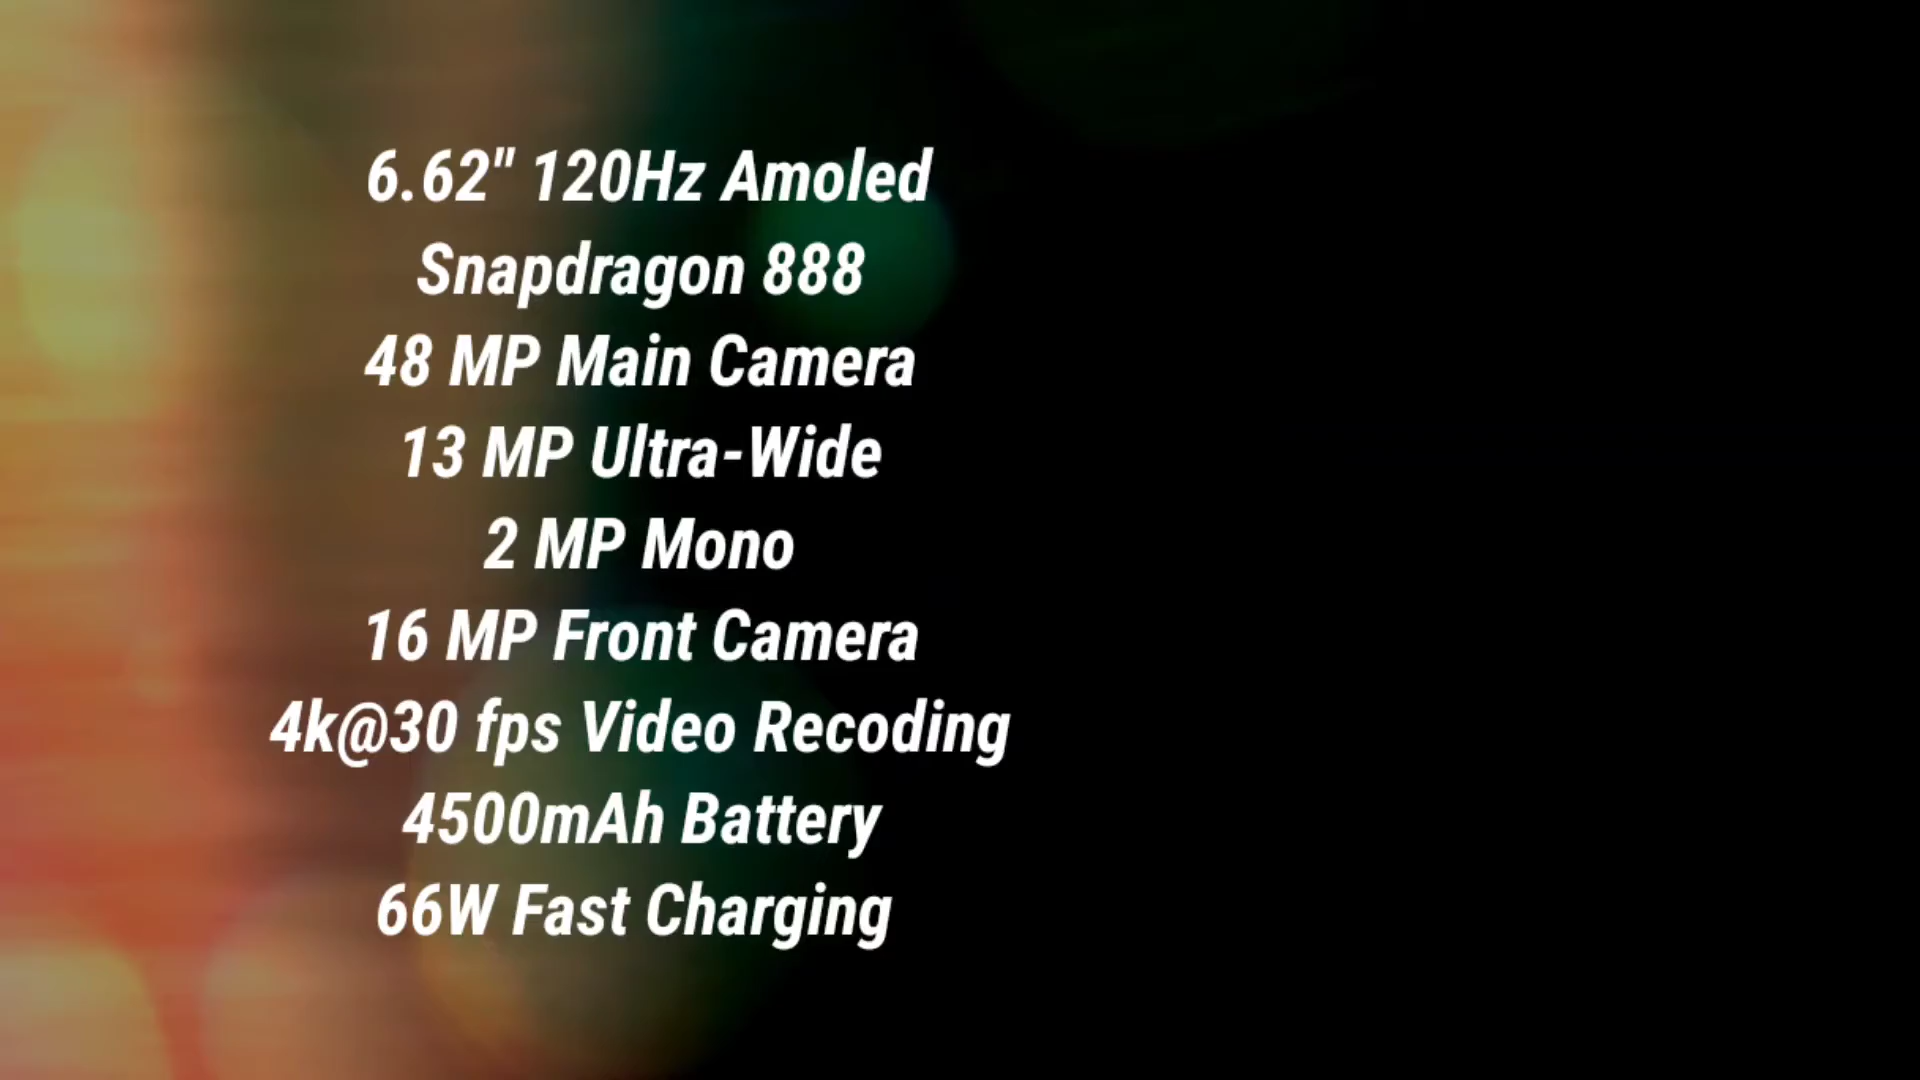 6.62" 120Hz Amoled
Snapdragon 888
48 MP Main Camera
13 MP Ultra-Wide
2 MP Mono
16 MP Front Camera
4k@30 fps Video Recoding
4500mAh Battery
66W Fast Charging